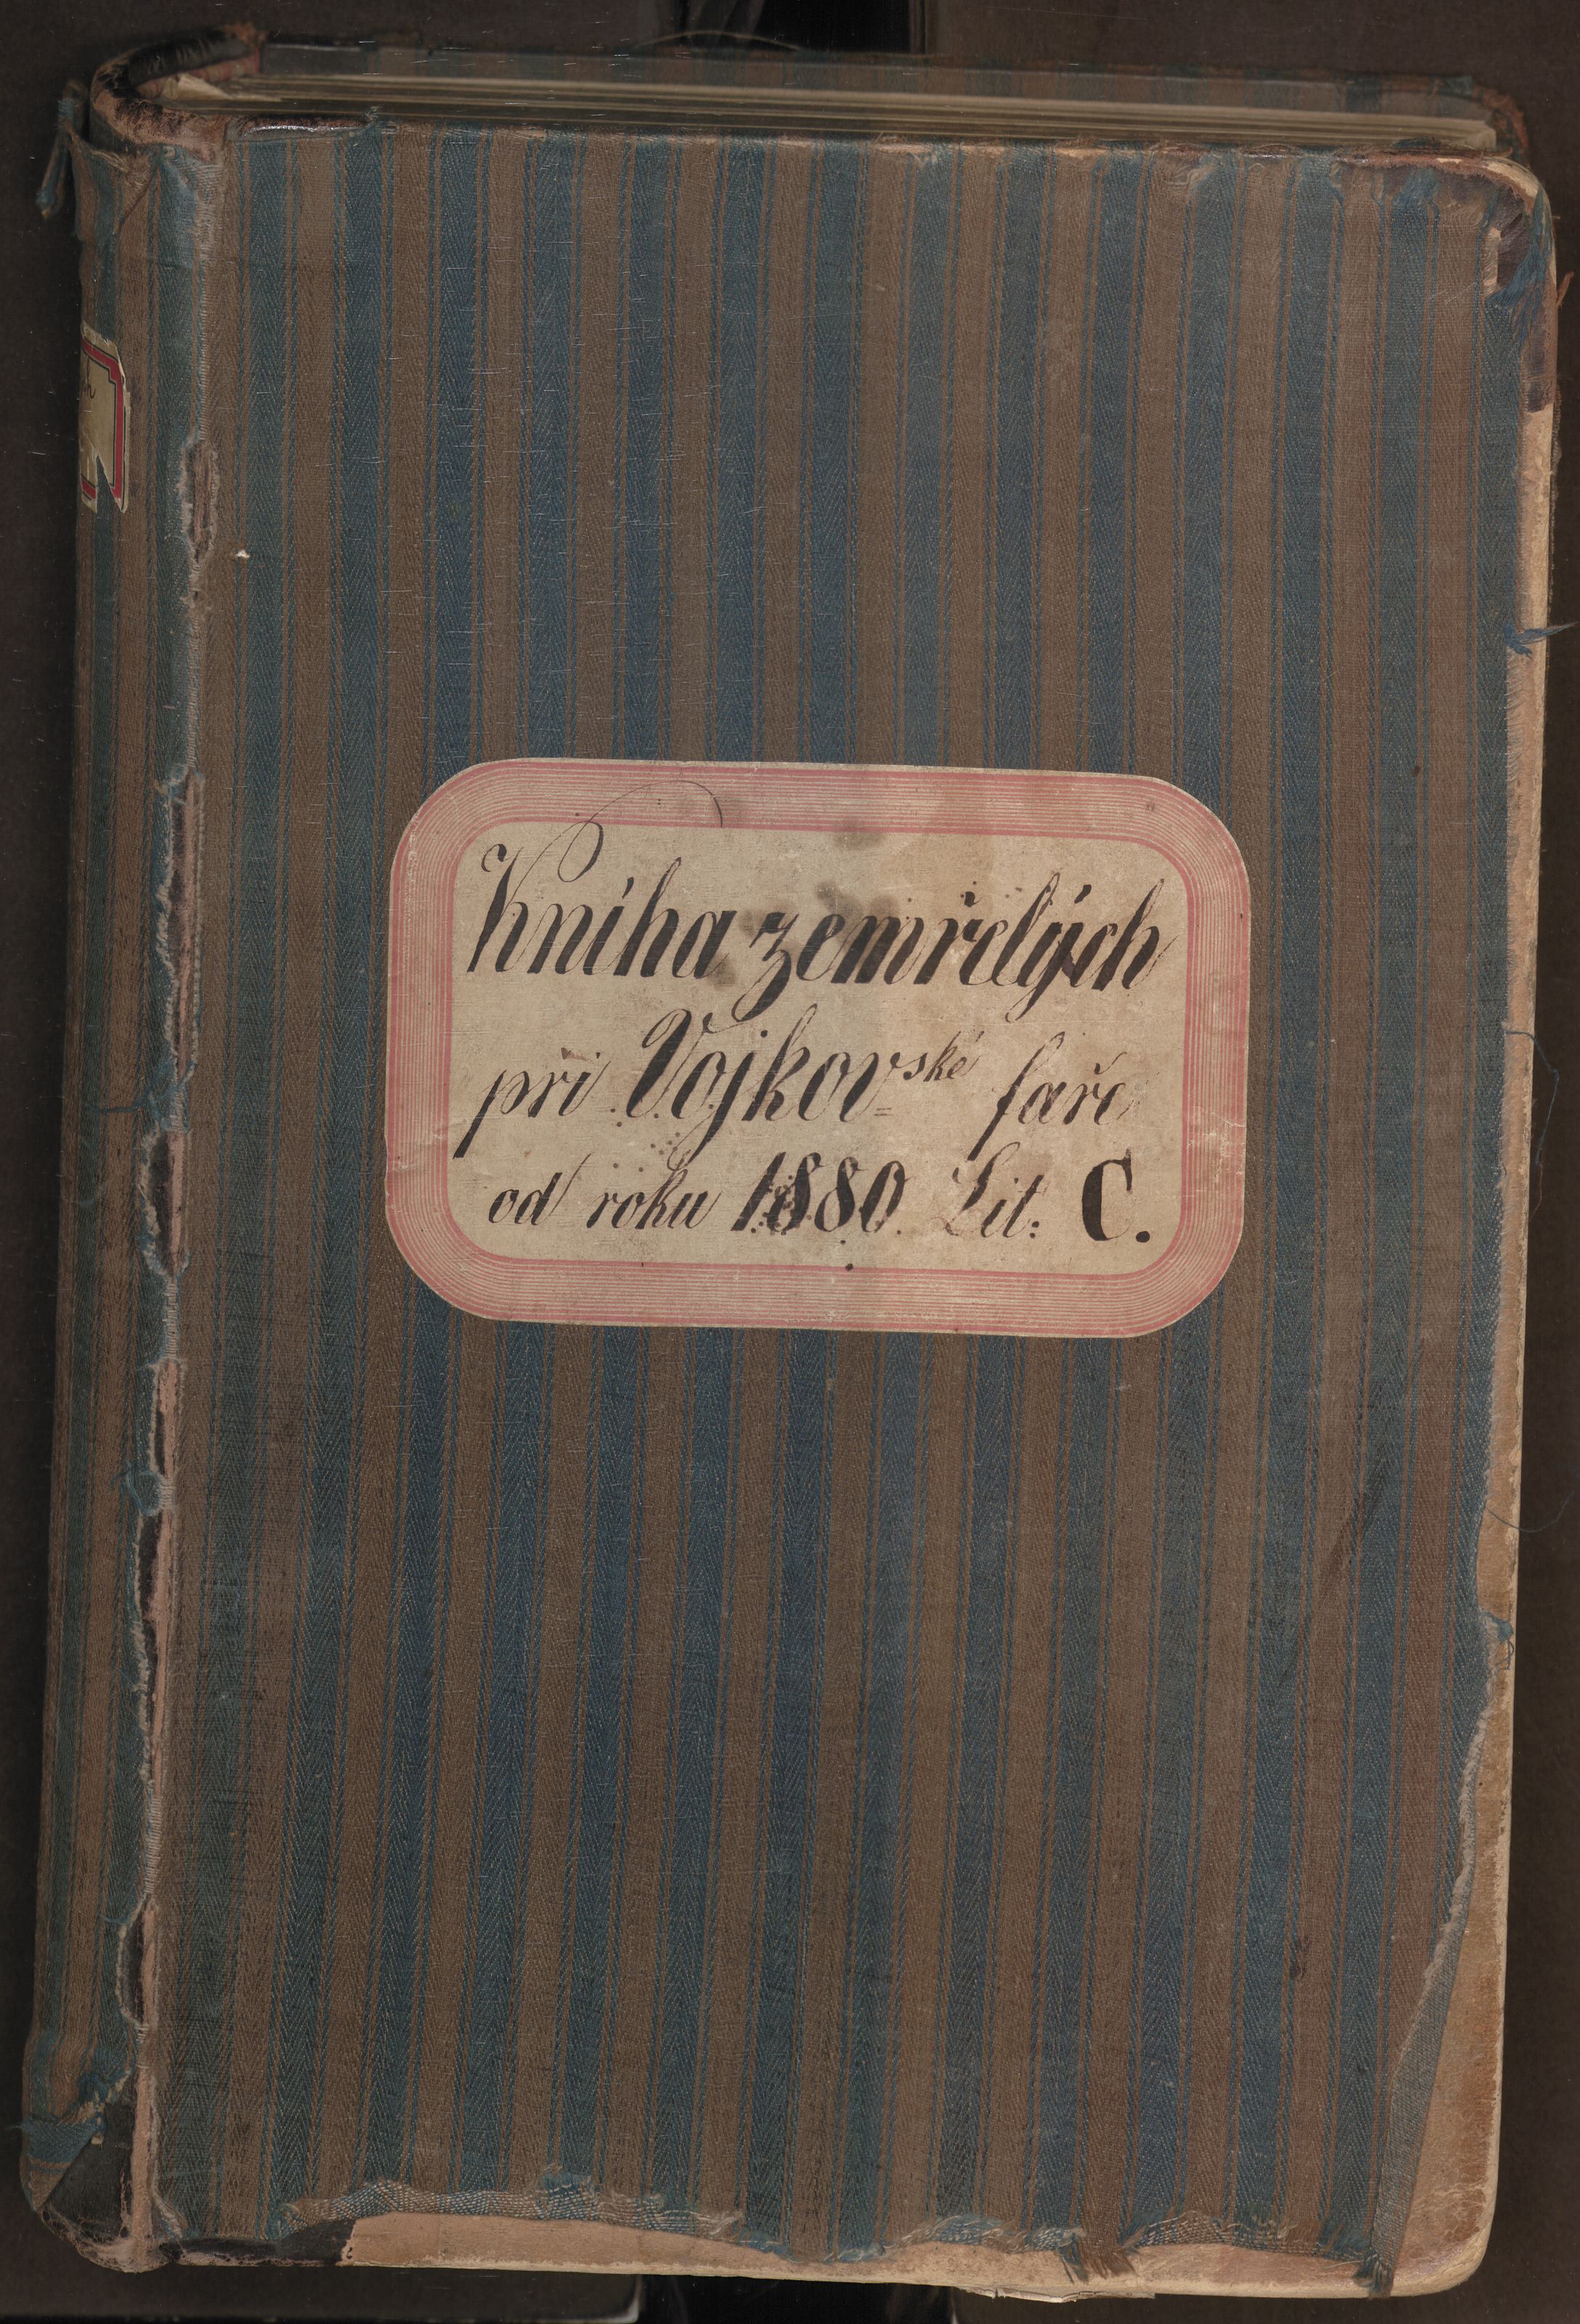 Kniha zemřelých
při Vojkovské faře
od roku 1880. Lit: C.